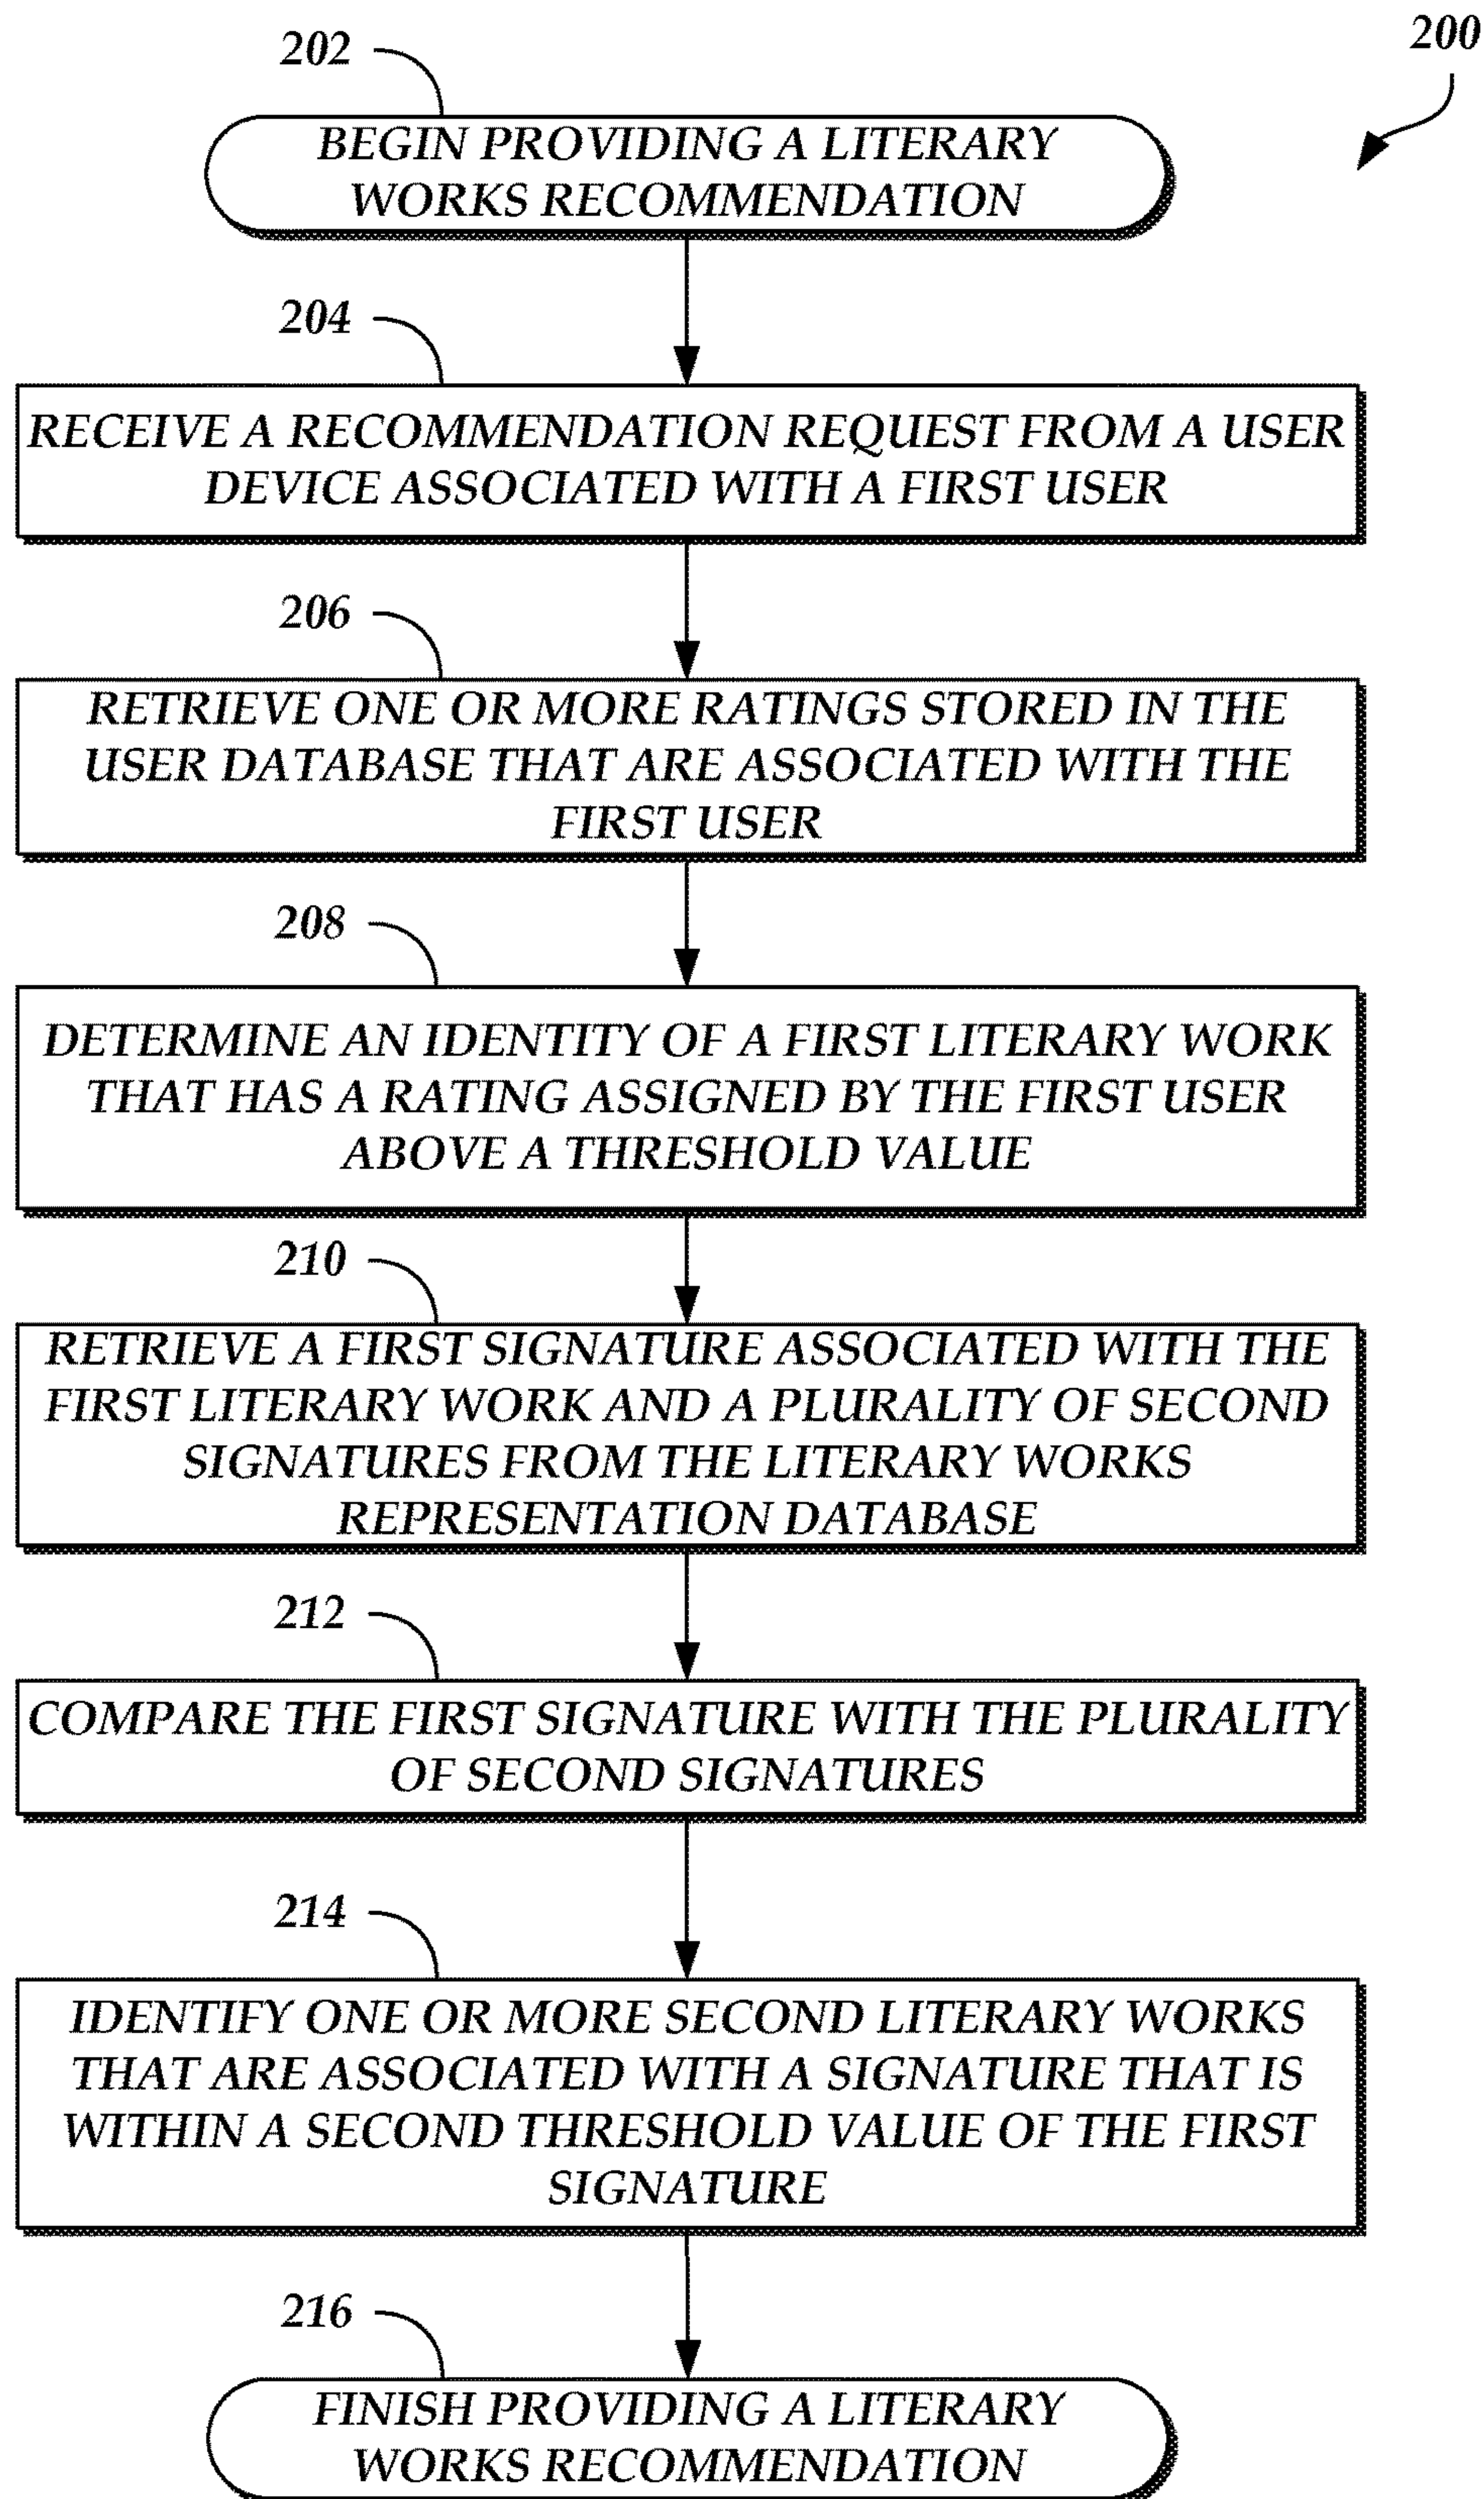 200
202
BEGIN PROVIDING A LITERARY
WORKS RECOMMENDATION
204
RECEIVE A RECOMMENDATION REQUEST FROM A USER
DEVICE ASSOCIATED WITH A FIRST USER
206
RETRIEVE ONE OR MORE RATINGS STORED IN THE
USER DATABASE THAT ARE ASSOCIATED WITH THE
FIRST USER
208
DETERMINE AN IDENTITY OF A FIRST LITERARY WORK
THAT HAS A RATING ASSIGNED BY THE FIRST USER
ABOVE A THRESHOLD VALUE
210
RETRIEVE A FIRST SIGNATURE ASSOCIATED WITH THE
FIRST LITERARY WORK AND A PLURALITY OF SECOND
SIGNATURES FROM THE LITERARY WORKS
REPRESENTATION DATABASE
212
COMPARE THE FIRST SIGNATURE WITH THE PLURALITY
OF SECOND SIGNATURES
214
IDENTIFY ONE OR MORE SECOND LITERARY WORKS
THAT ARE ASSOCIATED WITH A SIGNATURE THAT IS
WITHIN A SECOND THRESHOLD VALUE OF THE FIRST
SIGNATURE
216
FINISH PROVIDING A LITERARY
WORKS RECOMMENDATION